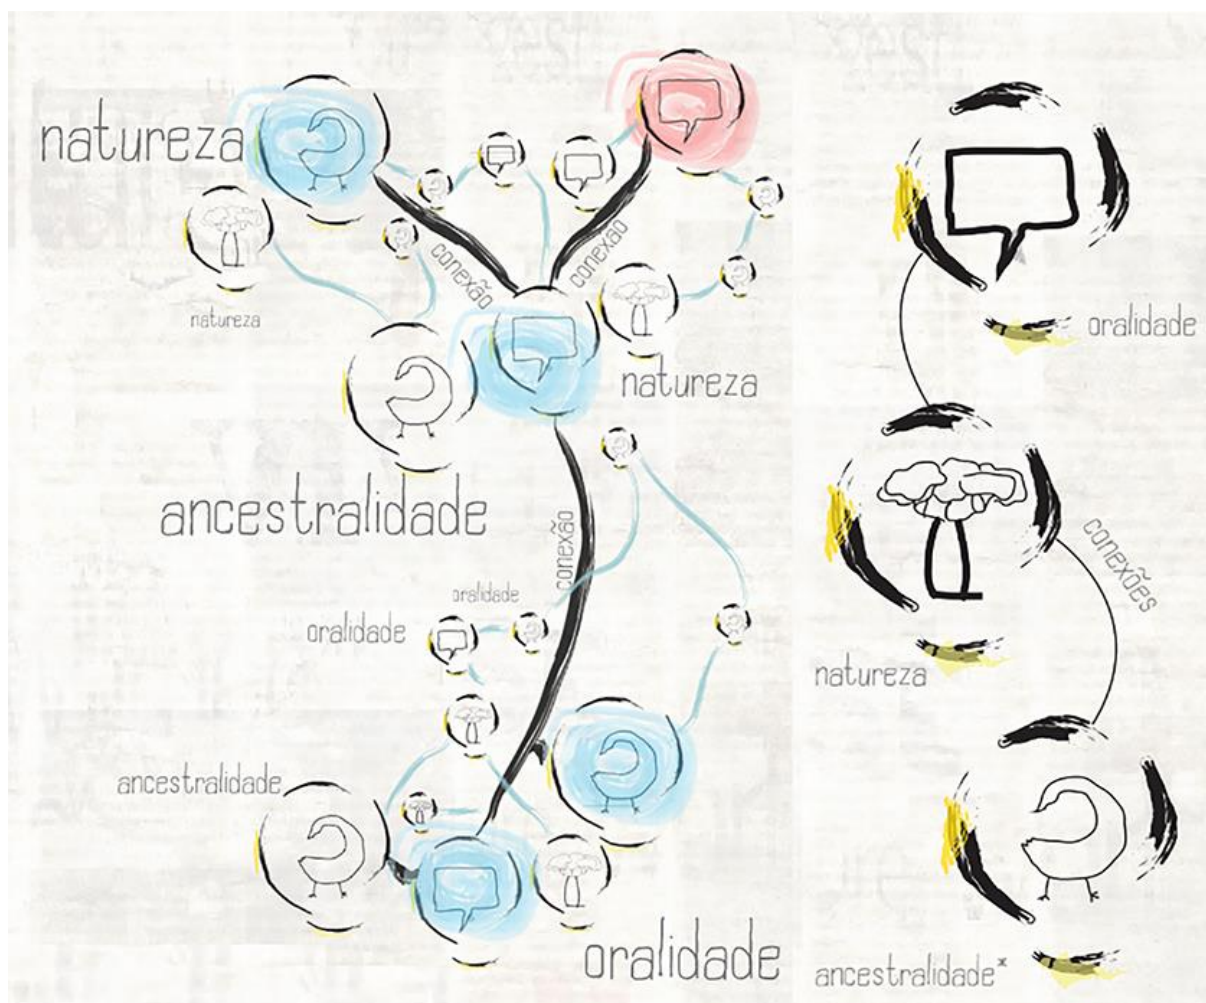 natureza
natureza
conexão
conexão
natureza
ancestralidade
conexão
oralidade
oralidade
ancestralidade
oralidade
oralidade
conexões
natureza
ancestralidade*